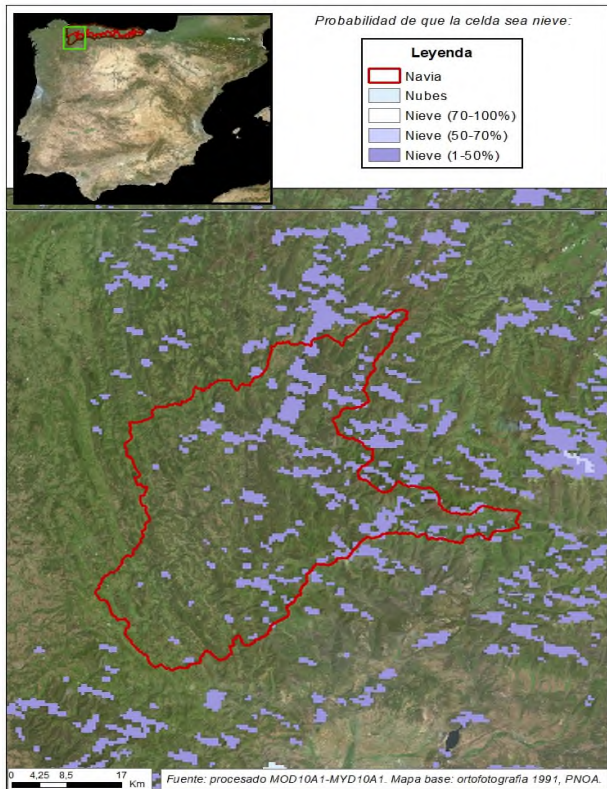 Probabilidad de que la celda sea nieve:
Leyenda
Navia
Nubes
Nieve (70-100%)
Nieve (50-70%)
Nieve (1-50%)
0 4,25 8,5 17
Km
Fuente: procesado MOD10A1-MYD10A1. Mapa base: ortofotografia 1991, PNOA.